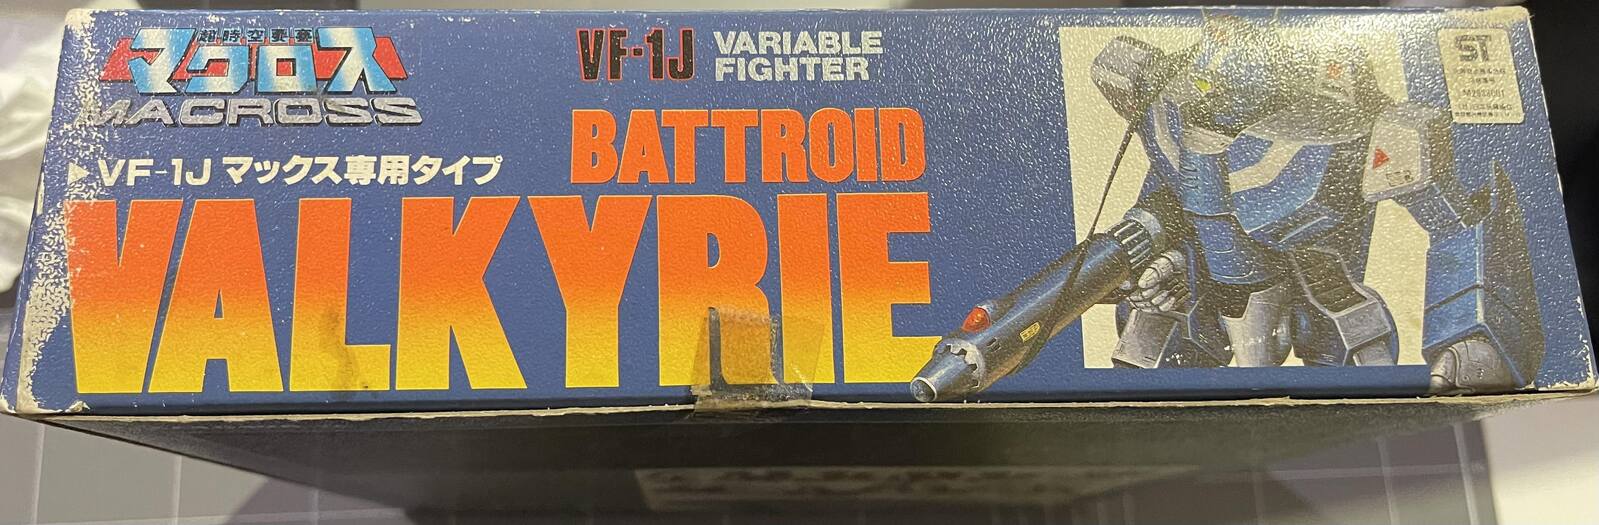 超時空要塞
マクロス
MACROSS
VF-1J VARIABLE
FIGHTER
BATTROID
▶VF-1J マックス専用タイプ
VALKYRIE
ST